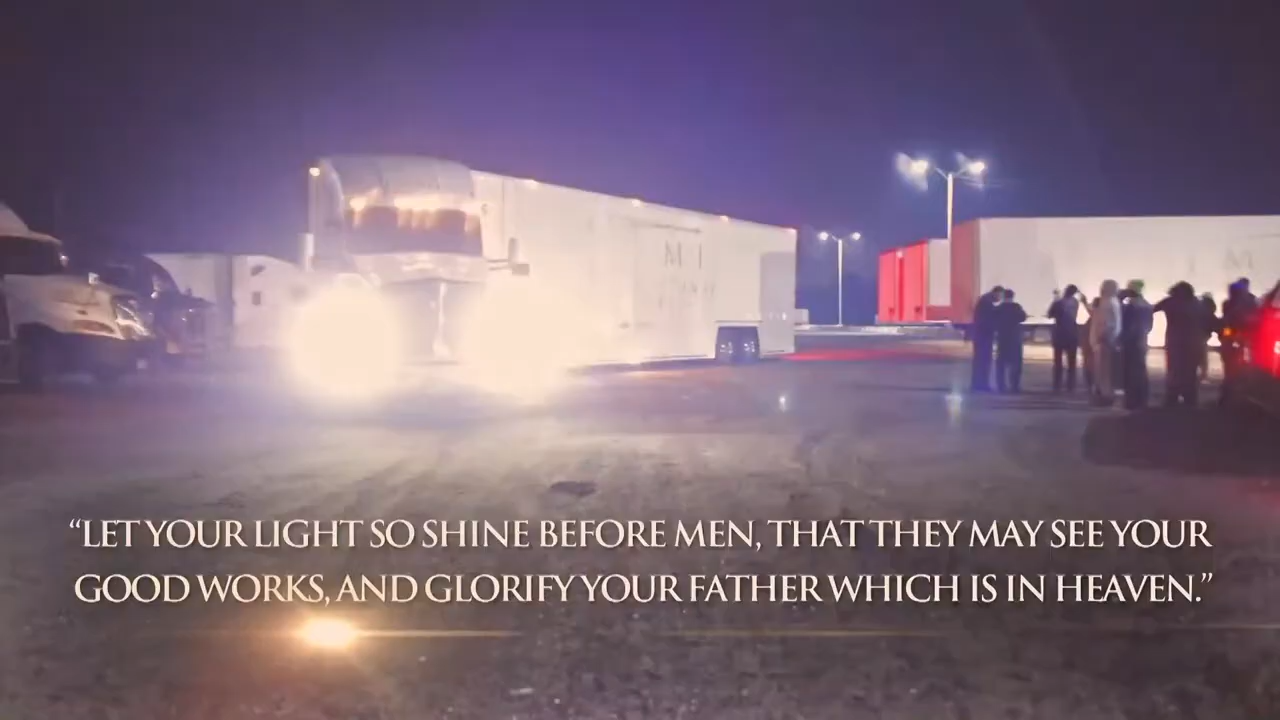 “LET YOUR LIGHT SO SHINE BEFORE MEN, THAT THEY MAY SEE YOUR
GOOD WORKS, AND GLORIFY YOUR FATHER WHICH IS IN HEAVEN.”